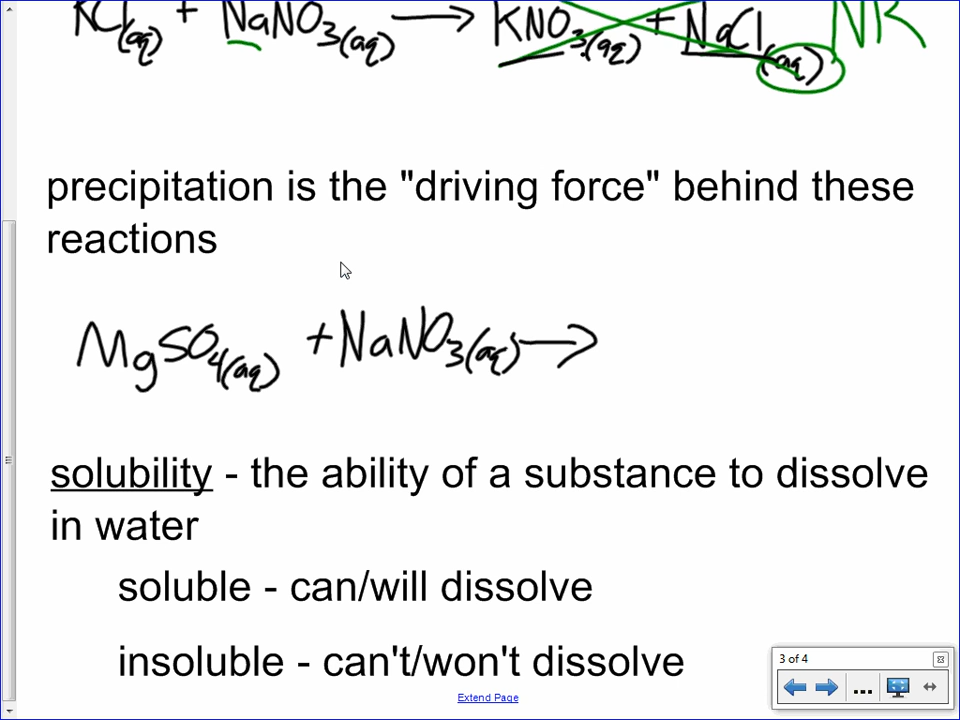 KCl(aq) + NaNO3(aq) → KNO3(aq) + NaCl(aq) NR
precipitation is the "driving force" behind these
reactions
MgSO4(aq) + NaNO3(aq) →
solubility - the ability of a substance to dissolve
in water
soluble - can/will dissolve
insoluble - can't/won't dissolve
3 of 4
...
Extend Page